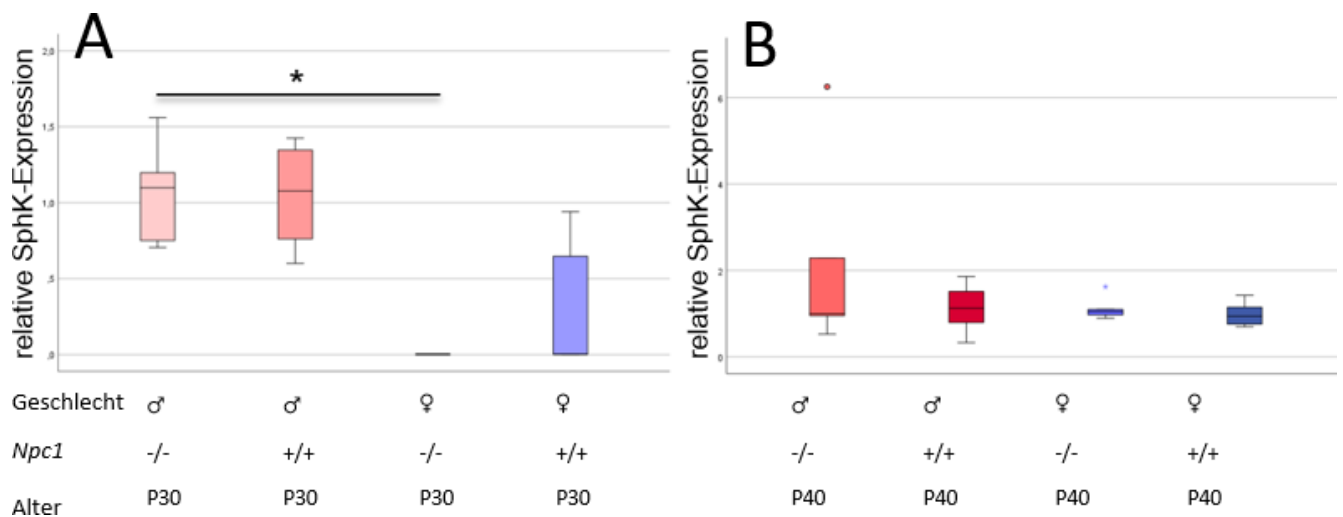 A
B
relative SphK-Expression
2,0
*
1,5
1,0
,5
,0
relative SphK-Expression
6
4
2
0
Geschlecht ♂ ♂ ♀ ♀ ♂ ♂ ♀ ♀
Npc1 -/- +/+ -/- +/+ -/- +/+ -/- +/+
Alter P30 P30 P30 P30 P40 P40 P40 P40